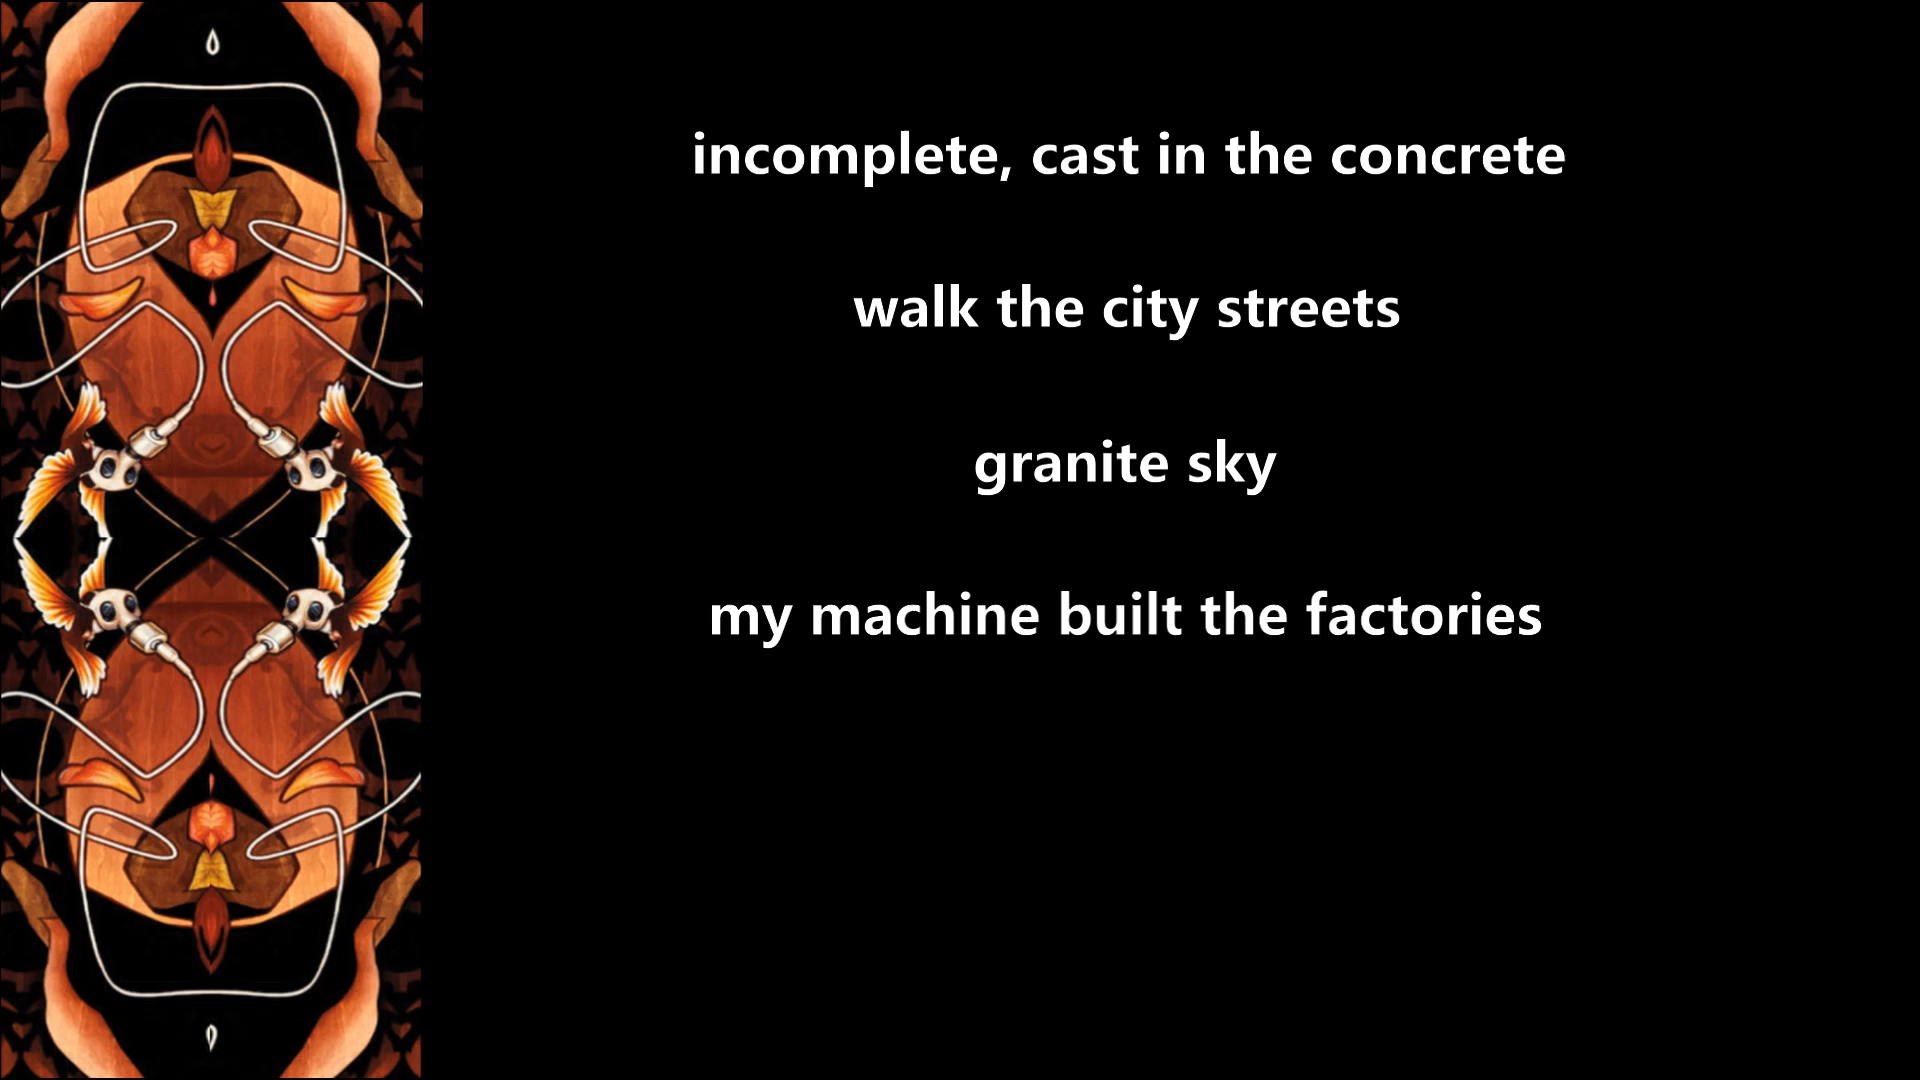 incomplete, cast in the concrete
walk the city streets
granite sky
my machine built the factories